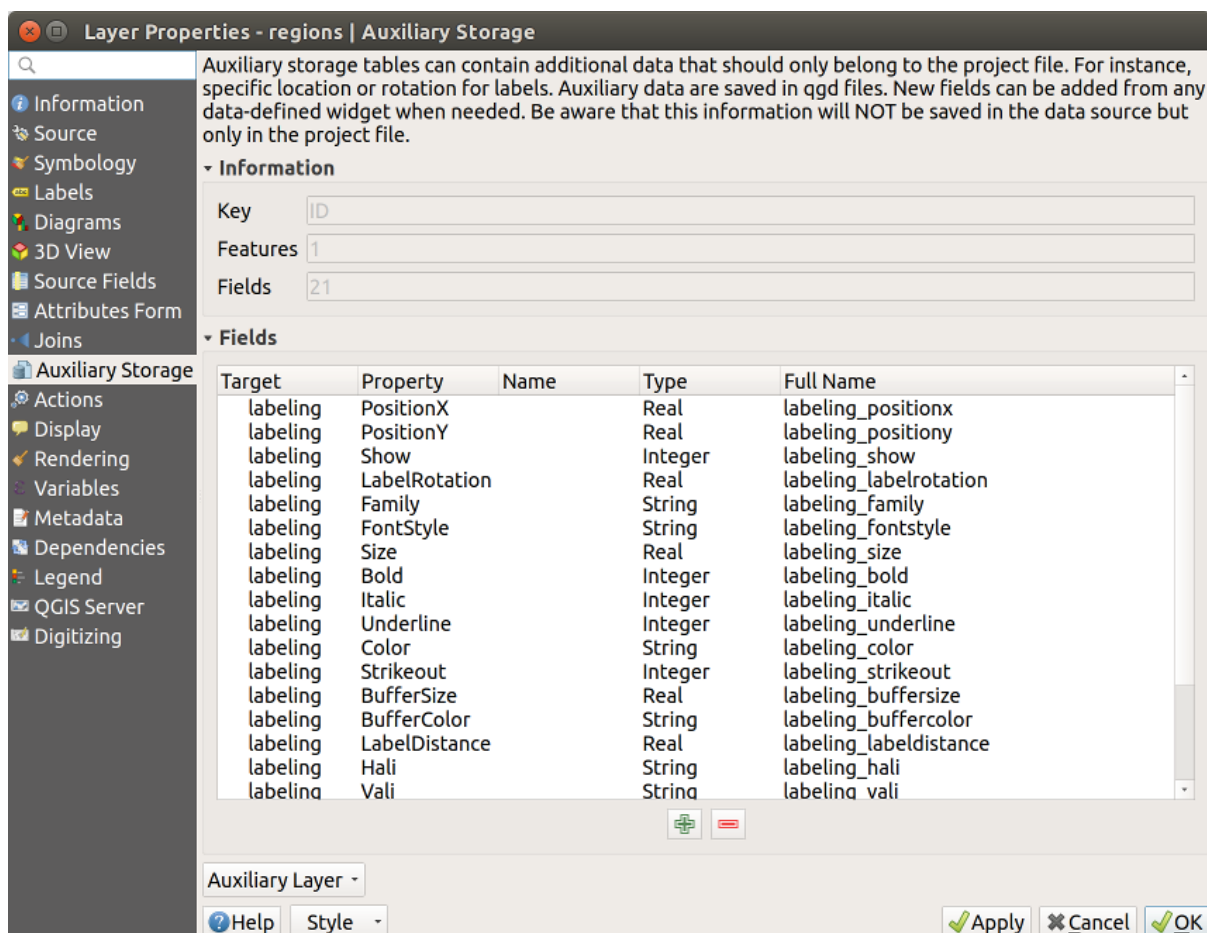 Layer Properties - regions | Auxiliary Storage
Information
Source
Symbology
Labels
Diagrams
3D View
Source Fields
Attributes Form
Joins
Auxiliary Storage
Actions
Display
Rendering
Variables
Metadata
Dependencies
Legend
QGIS Server
Digitizing
Auxiliary storage tables can contain additional data that should only belong to the project file. For instance,
specific location or rotation for labels. Auxiliary data are saved in qgd files. New fields can be added from any
data-defined widget when needed. Be aware that this information will NOT be saved in the data source but
only in the project file.
Information
Key ID
Features 1
Fields 21
Fields
Target Property Name Type Full Name
labeling PositionX Real labeling_positionx
labeling PositionY Real labeling_positiony
labeling Show Integer labeling_show
labeling LabelRotation Real labeling_labelrotation
labeling Family String labeling_family
labeling FontStyle String labeling_fontstyle
labeling Size Real labeling_size
labeling Bold Integer labeling_bold
labeling Italic Integer labeling_italic
labeling Underline Integer labeling_underline
labeling Color String labeling_color
labeling Strikeout Integer labeling_strikeout
labeling BufferSize Real labeling_buffersize
labeling BufferColor String labeling_buffercolor
labeling LabelDistance Real labeling_labeldistance
labeling Hali String labeling_hali
labeling Vali String labeling_vali
Auxiliary Layer
Help Style Apply Cancel OK